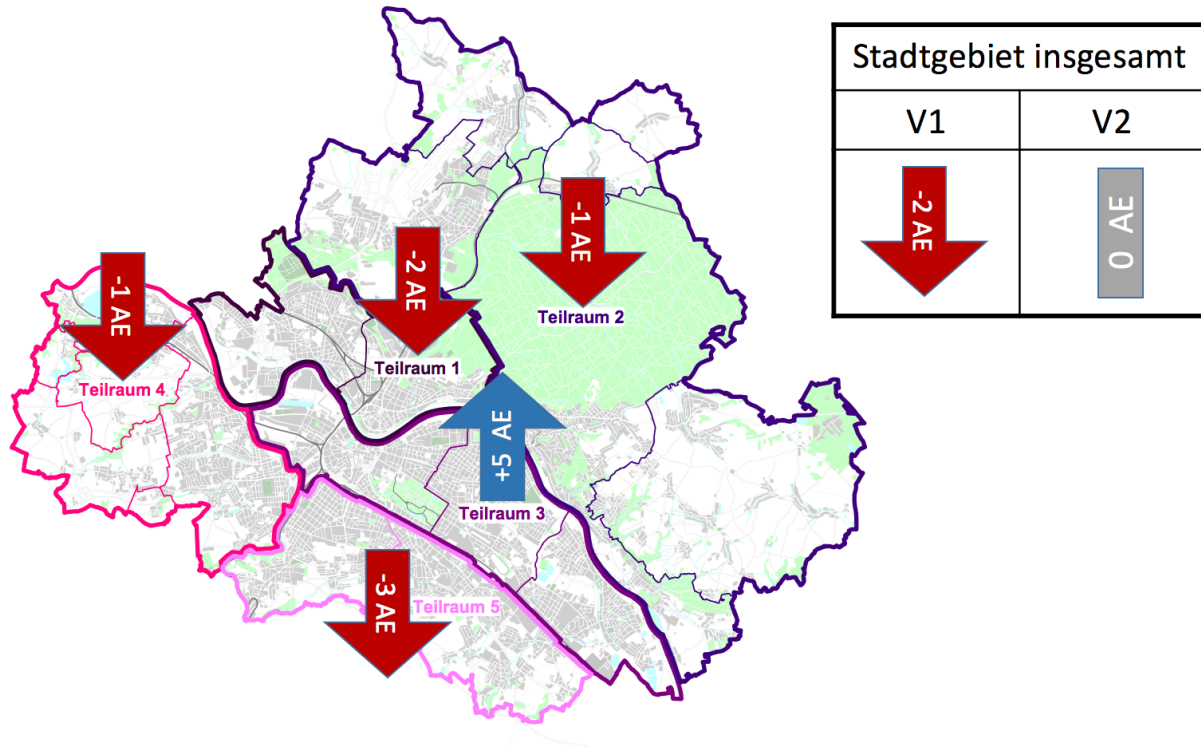 Stadtgebiet insgesamt
V1 V2
-2 AE 0 AE
-1 AE
Teilraum 2
-2 AE
Teilraum 1
-1 AE
Teilraum 4
+5 AE
Teilraum 3
-3 AE
Teilraum 5